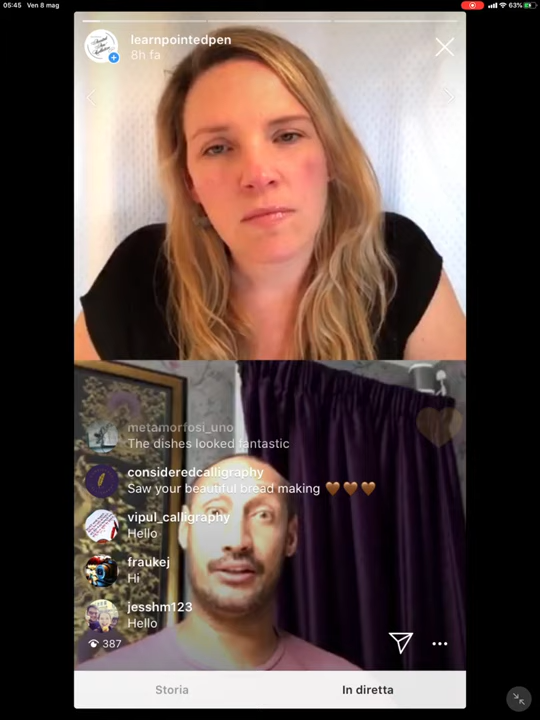 05:45 Ven 8 mag
63%
learnpointedpen
8h fa
metamorfosi_uno
The dishes looked fantastic
consideredcalligraphy
Saw your beautiful bread making 🧡🧡🧡
vipul_calligraphy
Hello
fraukej
Hi
jesshm123
Hello
387
Storia
In diretta